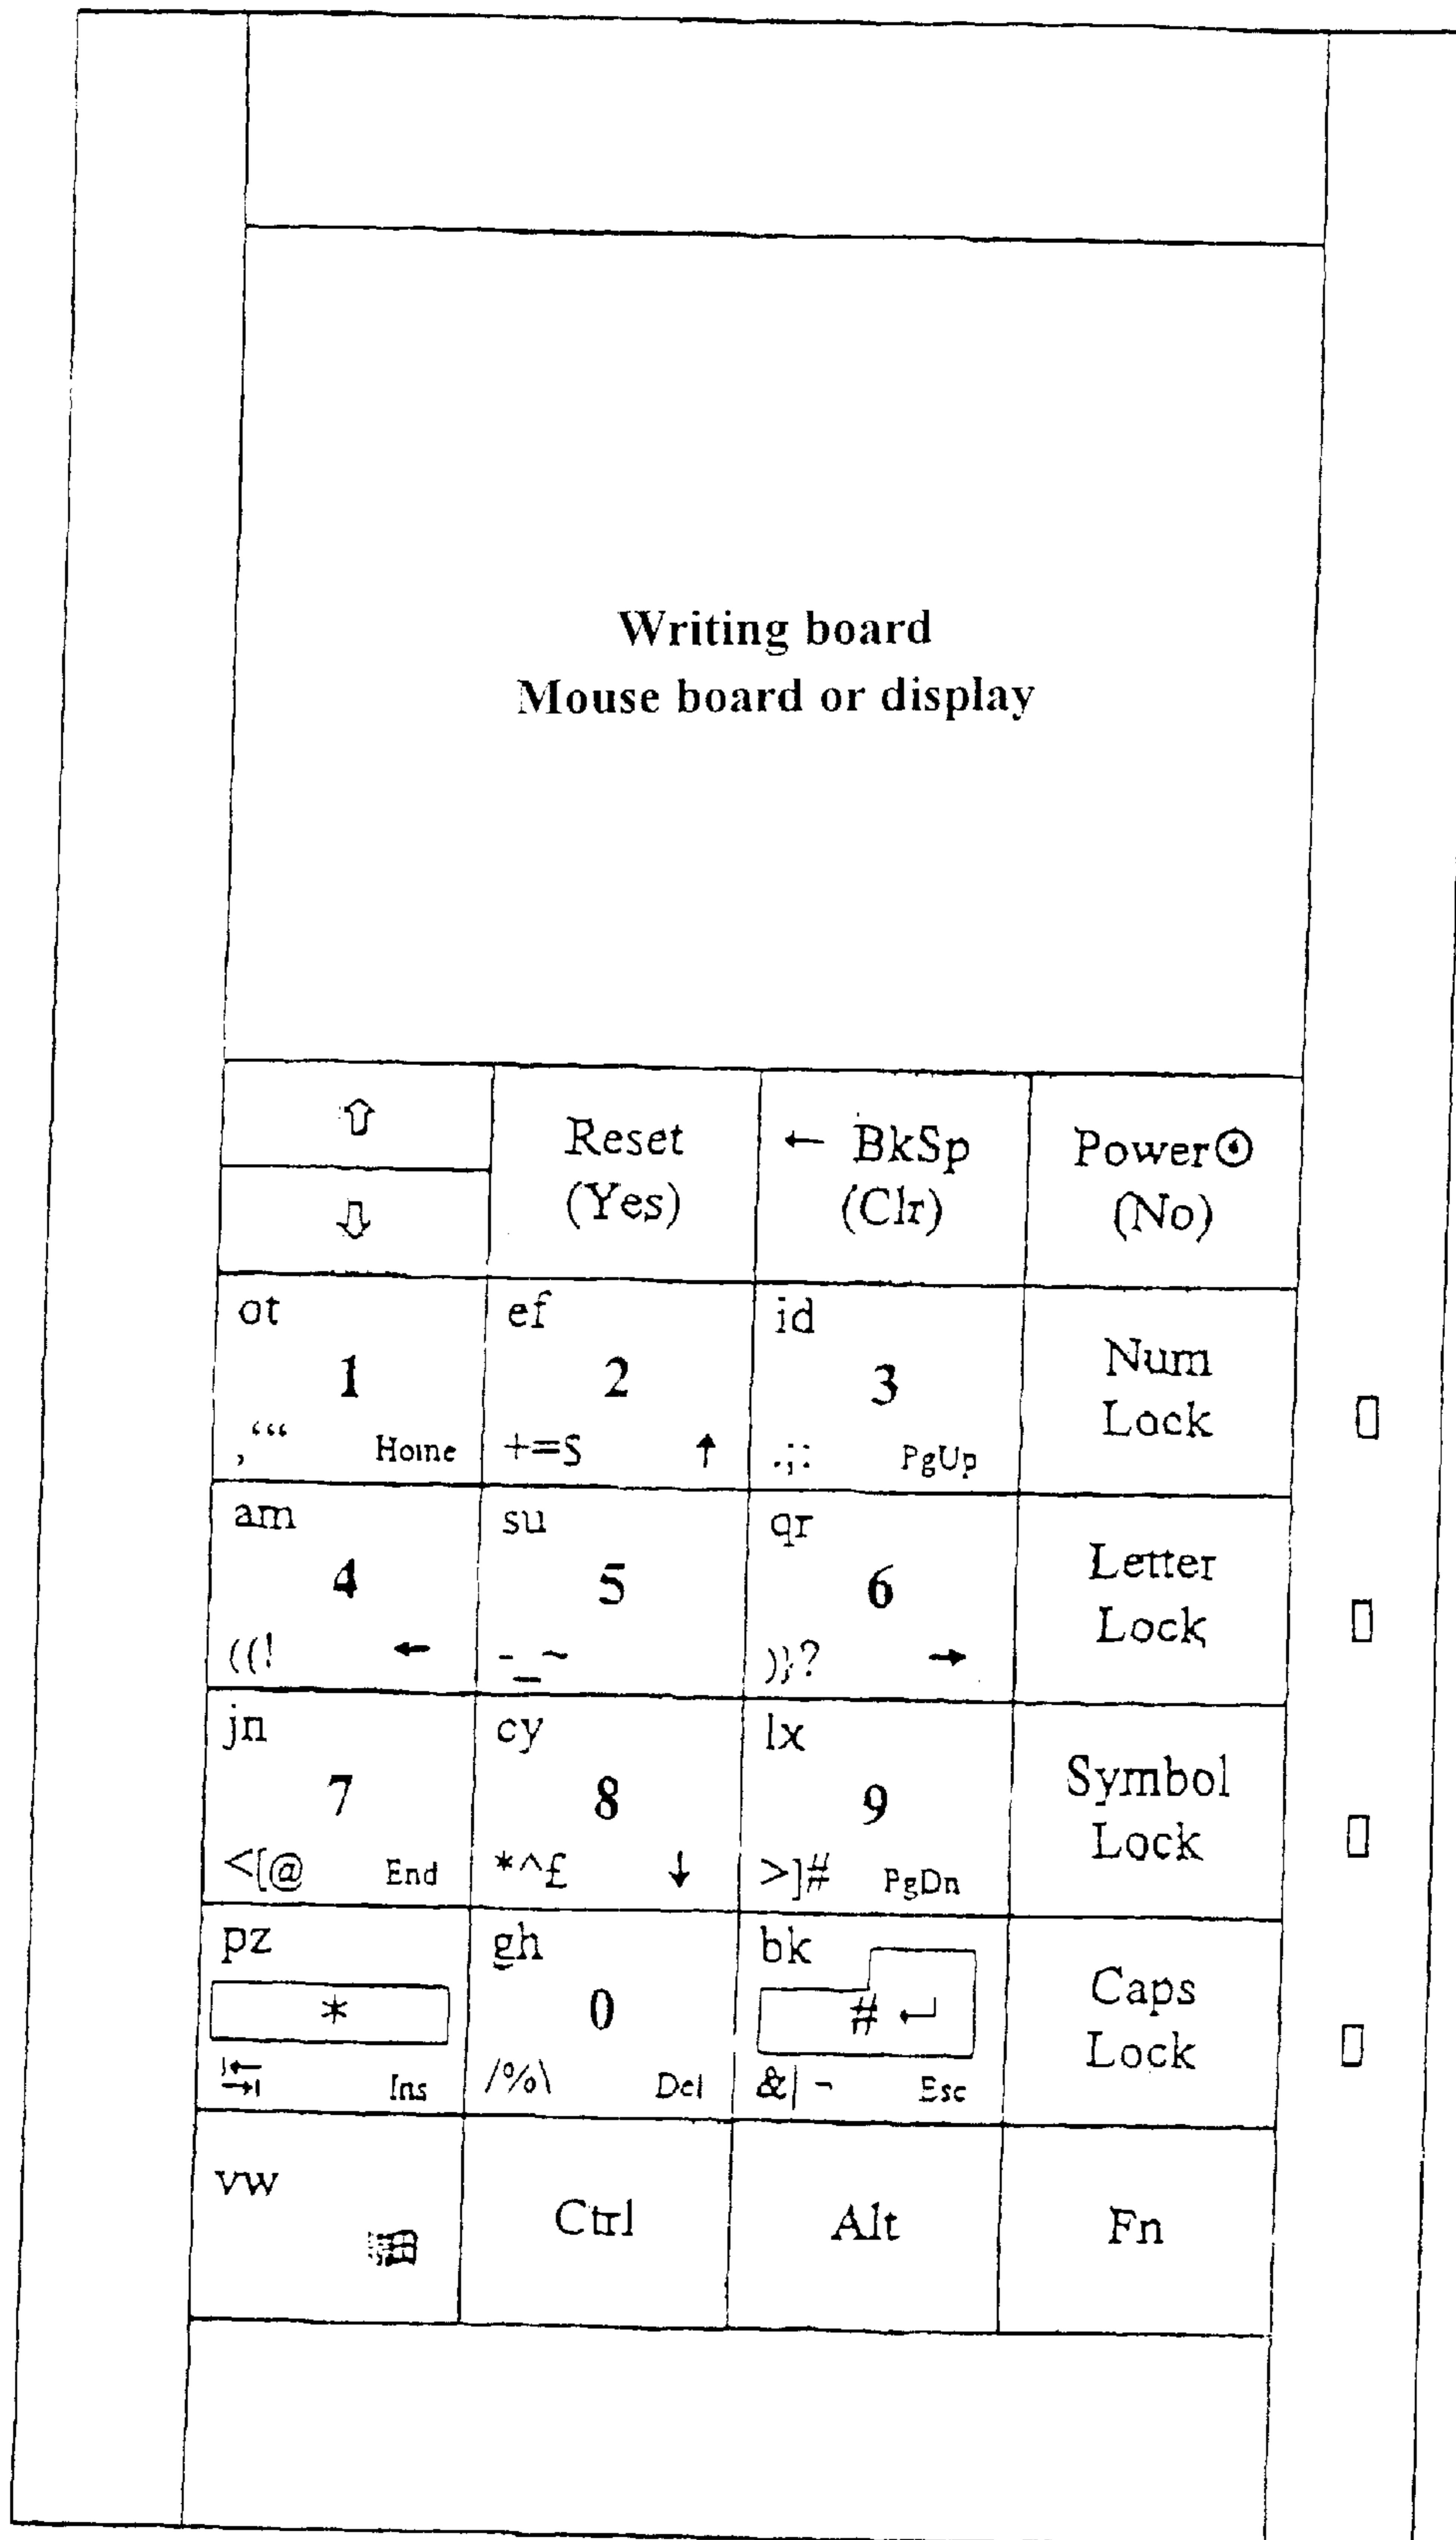 Writing board
Mouse board or display
⇧
⇩
Reset
(Yes)
← BkSp
(Clr)
Power⊙
(No)
ot
1
,“‘ Home
ef
2
+=S ↑
id
3
.;: PgUp
Num
Lock
am
4
((! ←
su
5
-_~
qr
6
)}? →
Letter
Lock
jn
7
<[@ End
cy
8
*^£ ↓
lx
9
>]# PgDn
Symbol
Lock
pz
*
Ins
gh
0
/%\ Del
bk
# ↵
&| ¬ Esc
Caps
Lock
vw
Ctrl
Alt
Fn